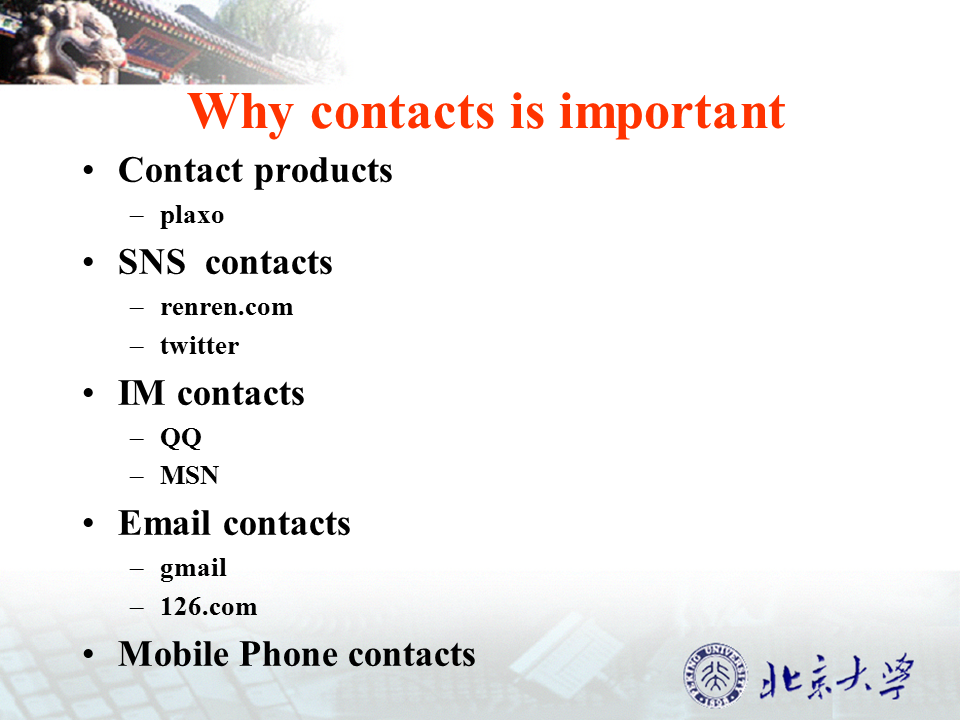 Why contacts is important
• Contact products
– plaxo
• SNS contacts
– renren.com
– twitter
• IM contacts
– QQ
– MSN
• Email contacts
– gmail
– 126.com
• Mobile Phone contacts
PEKING UNIVERSITY
1898
北京大学